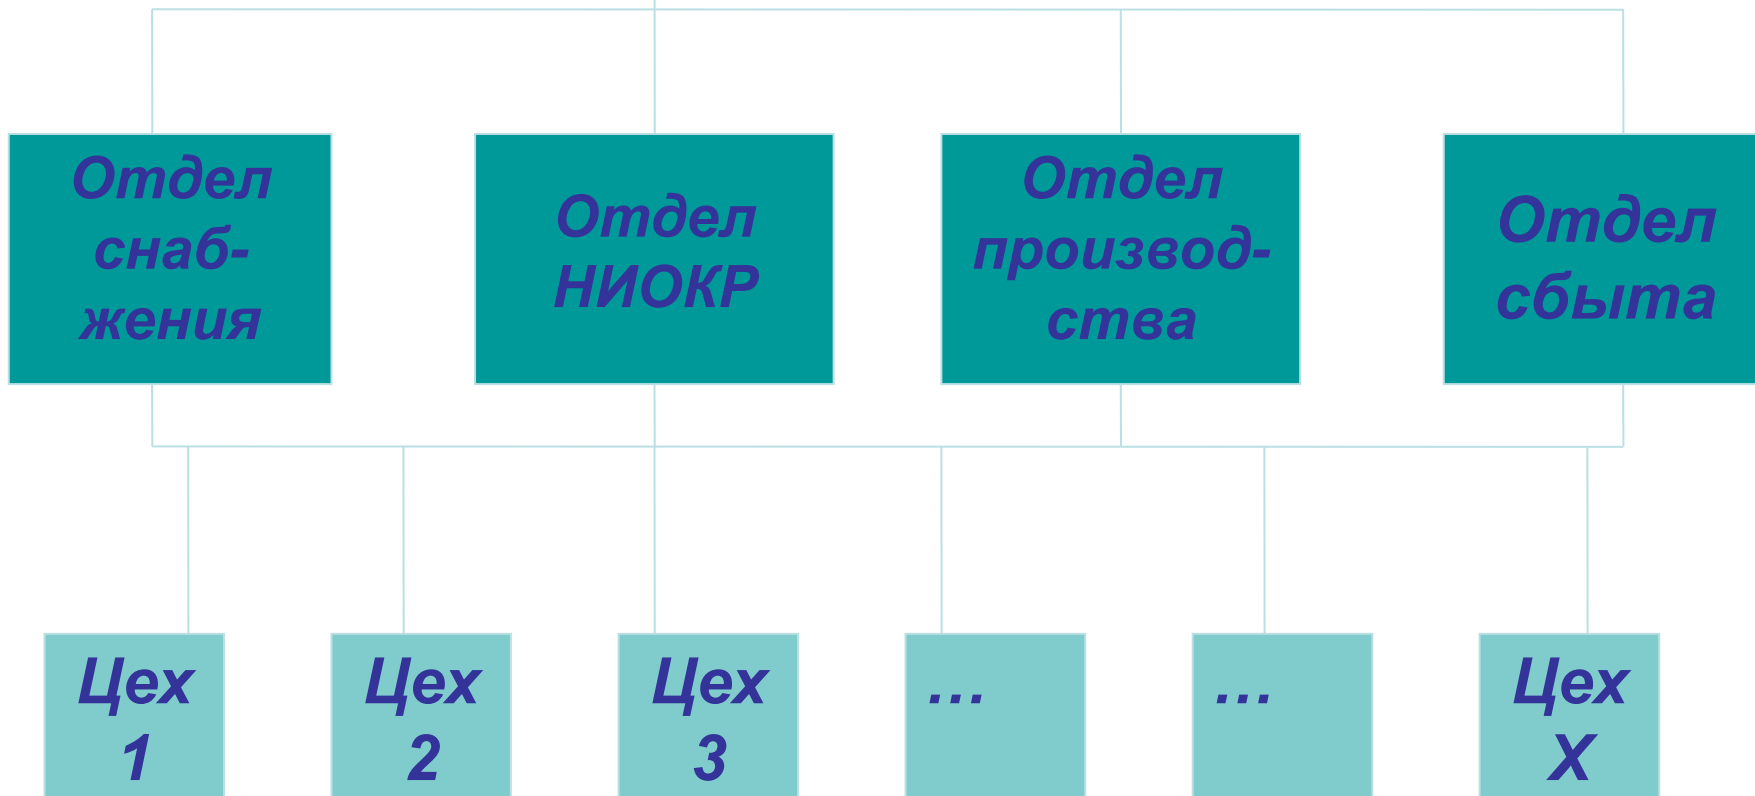 Отдел
снаб-
жения
Отдел
НИОКР
Отдел
производ-
ства
Отдел
сбыта
Цех
1
Цех
2
Цех
3
…
…
Цех
X